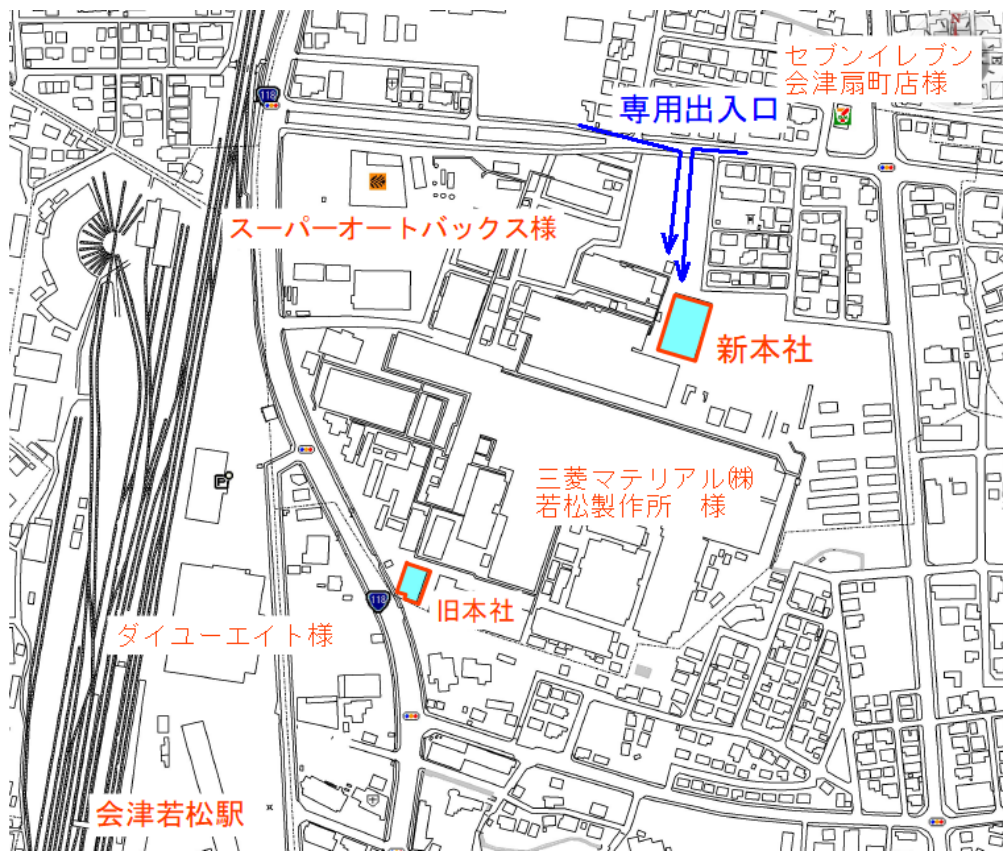 セブンイレブン
会津扇町店様
118
専用出入口
スーパーオートバックス様
新本社
三菱マテリアル㈱
若松製作所 様
118
旧本社
ダイユーエイト様
会津若松駅